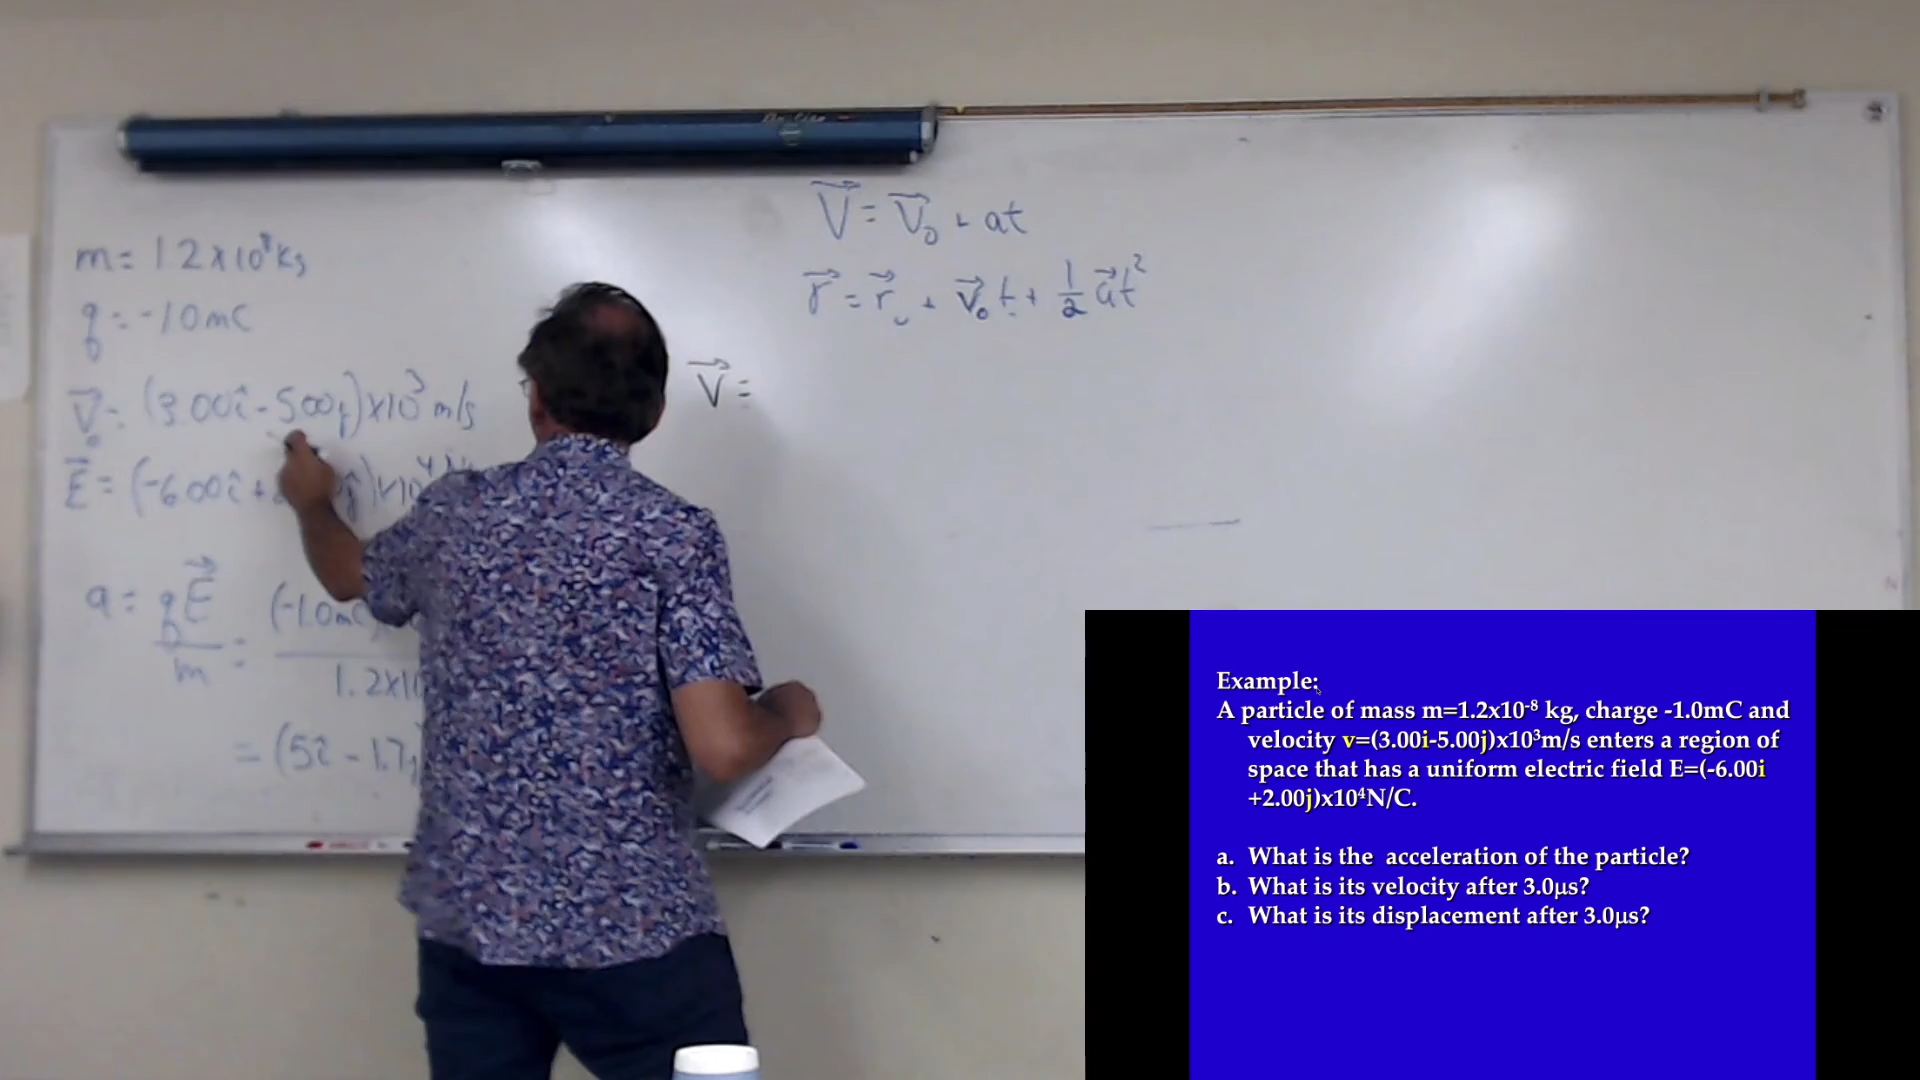 V⃗ = V⃗₀ + at
r⃗ = r⃗₀ + v⃗₀t + 1/2 a⃗t²
m = 1.2x10⁸ Kg
q = -1.0mC
V⃗₀ = (3.00î - 5.00ĵ)x10³ m/s
E⃗ = (-6.00î +
a = qE⃗/m = (-1.0mC
1.2x10
= (5î - 1.7ĵ
V⃗ =
Example:
A particle of mass m=1.2x10⁻⁸ kg, charge -1.0mC and
velocity v=(3.00i-5.00j)x10³m/s enters a region of
space that has a uniform electric field E=(-6.00i
+2.00j)x10⁴N/C.
a. What is the acceleration of the particle?
b. What is its velocity after 3.0μs?
c. What is its displacement after 3.0μs?